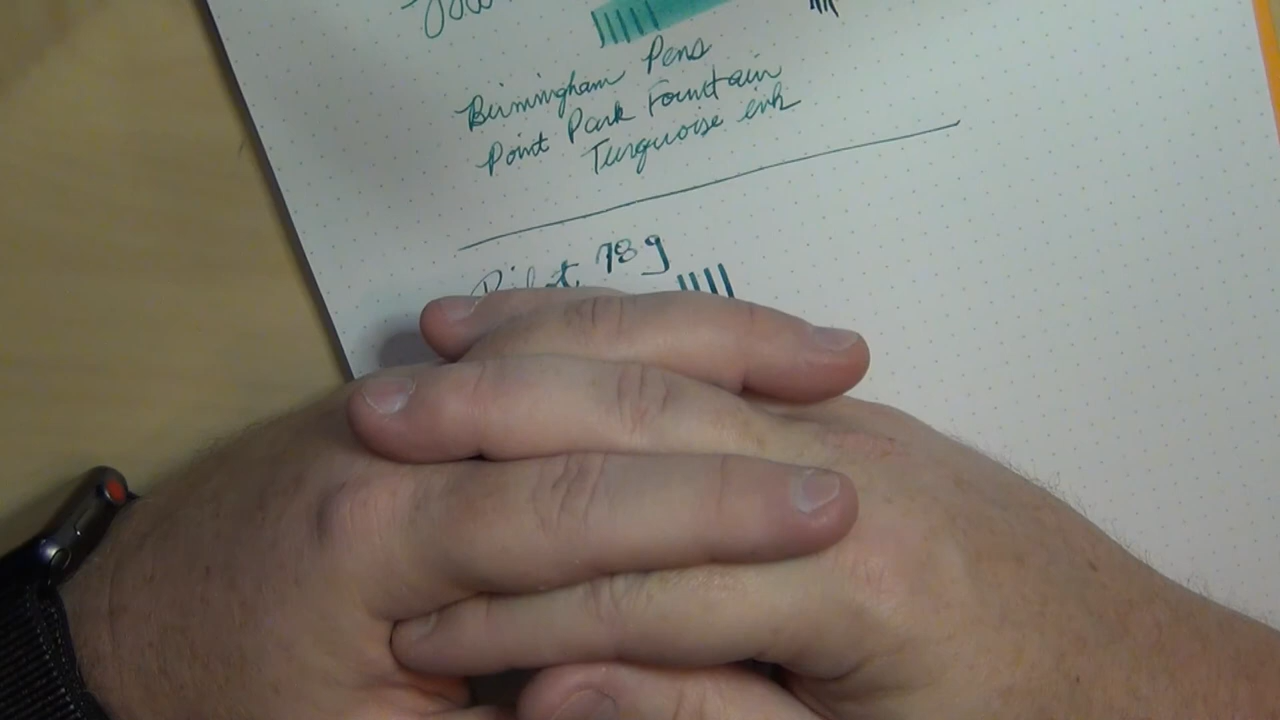 Birmingham Pens
Point Park Fountain
Turquoise ink
Pilot 78g